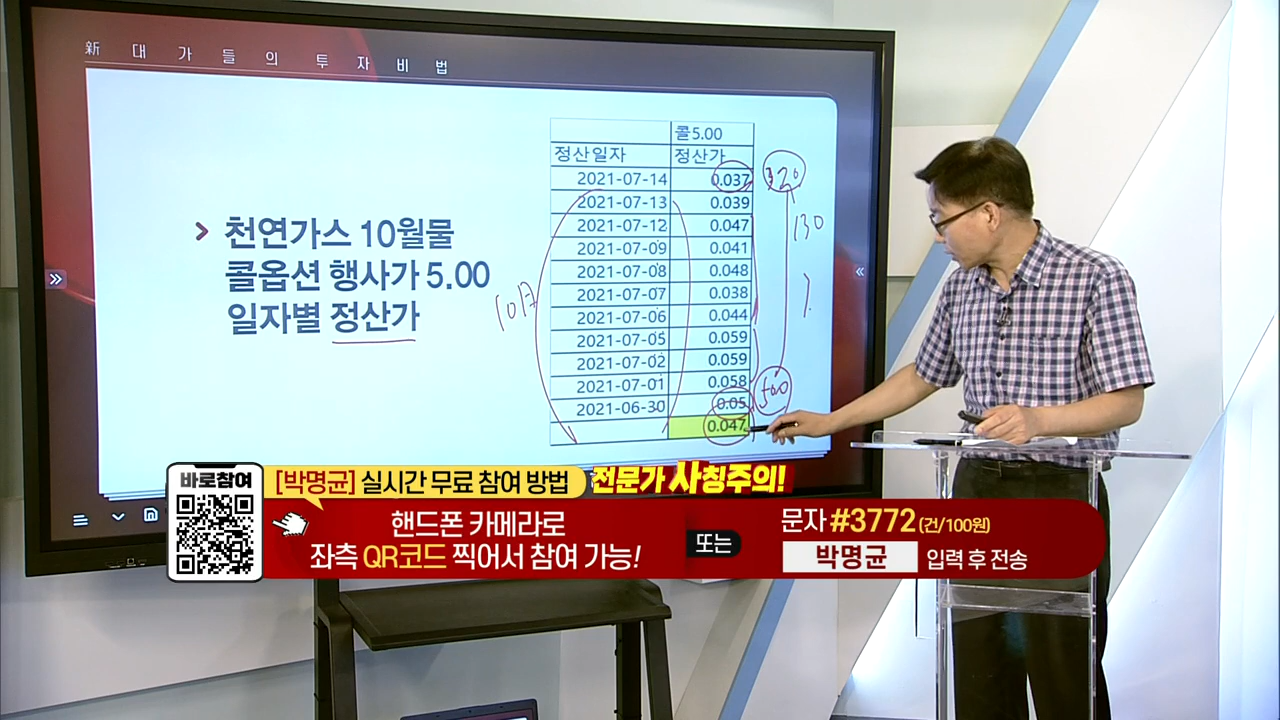 新 대 가 들 의 투 자 비 법
천연가스 10월물
콜옵션 행사가 5.00
일자별 정산가
콜5.00
정산일자 정산가
2021-07-14 0.037
2021-07-13 0.039
2021-07-12 0.047
2021-07-09 0.041
2021-07-08 0.048
2021-07-07 0.038
2021-07-06 0.044
2021-07-05 0.059
2021-07-02 0.059
2021-07-01 0.058
2021-06-30 0.05
0.047
320
130
500
바로참여
[박명균] 실시간 무료 참여 방법
전문가 사칭주의!
핸드폰 카메라로
좌측 QR코드 찍어서 참여 가능!
또는
문자 #3772 (건/100원)
박명균 입력 후 전송